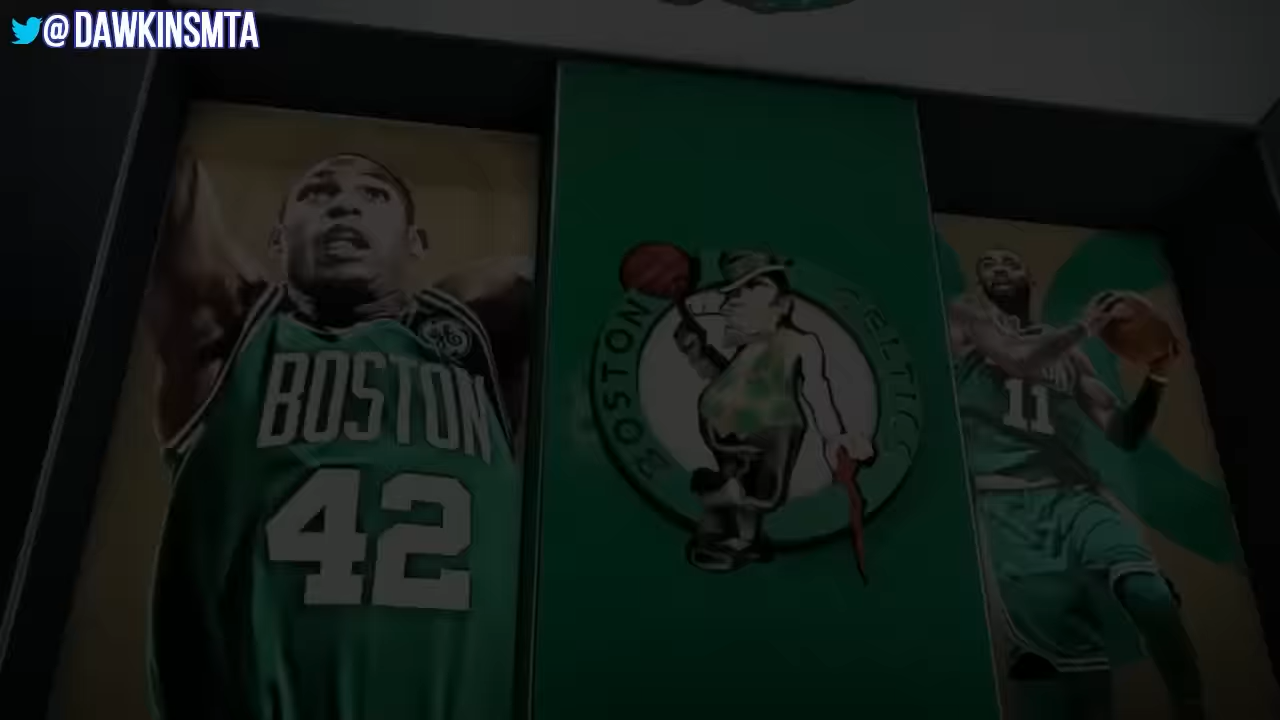 @DAWKINSMTA
BOSTON
42
BOSTON
CELTICS
11